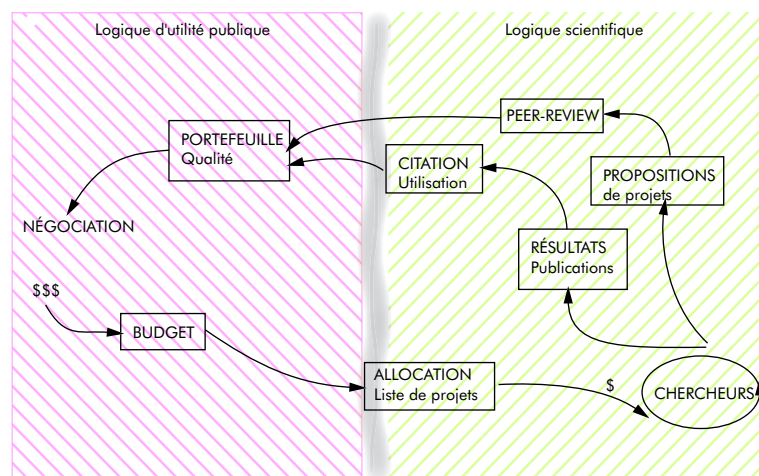 Logique d'utilité publique
Logique scientifique
PEER-REVIEW
PORTEFEUILLE
Qualité
CITATION
Utilisation
PROPOSITIONS
de projets
NÉGOCIATION
RÉSULTATS
Publications
$$$
BUDGET
ALLOCATION
Liste de projets
$
CHERCHEURS